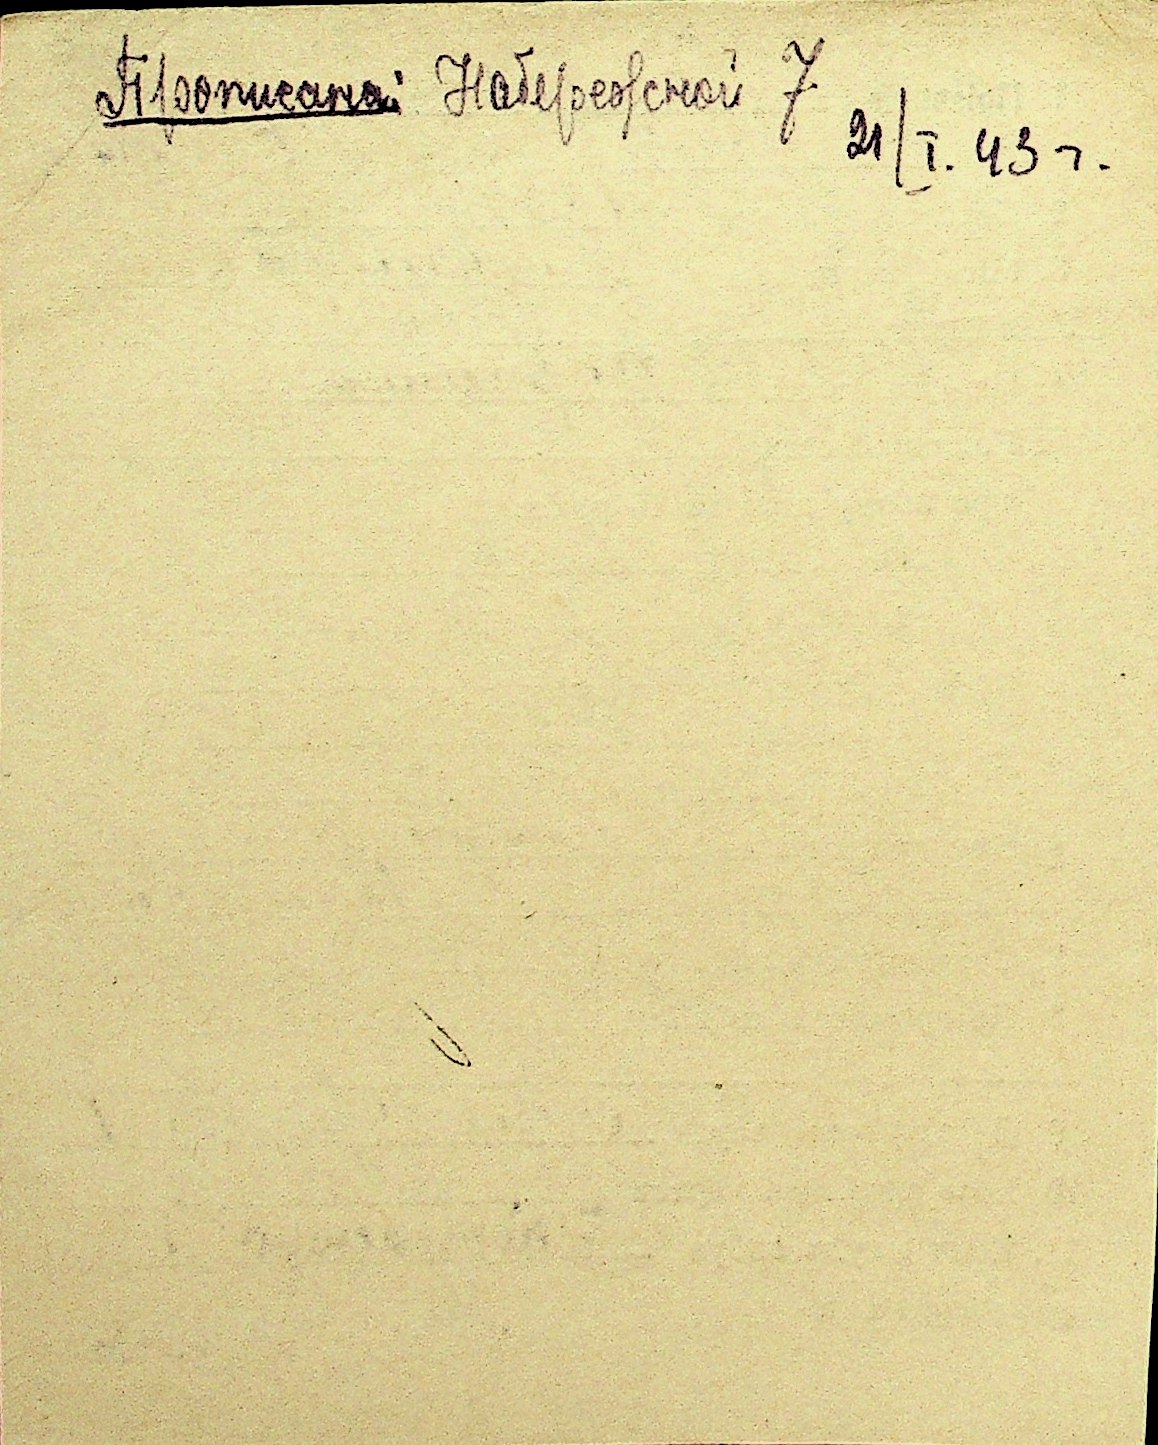 Прописана Набережной 7
21/I. 43 г.